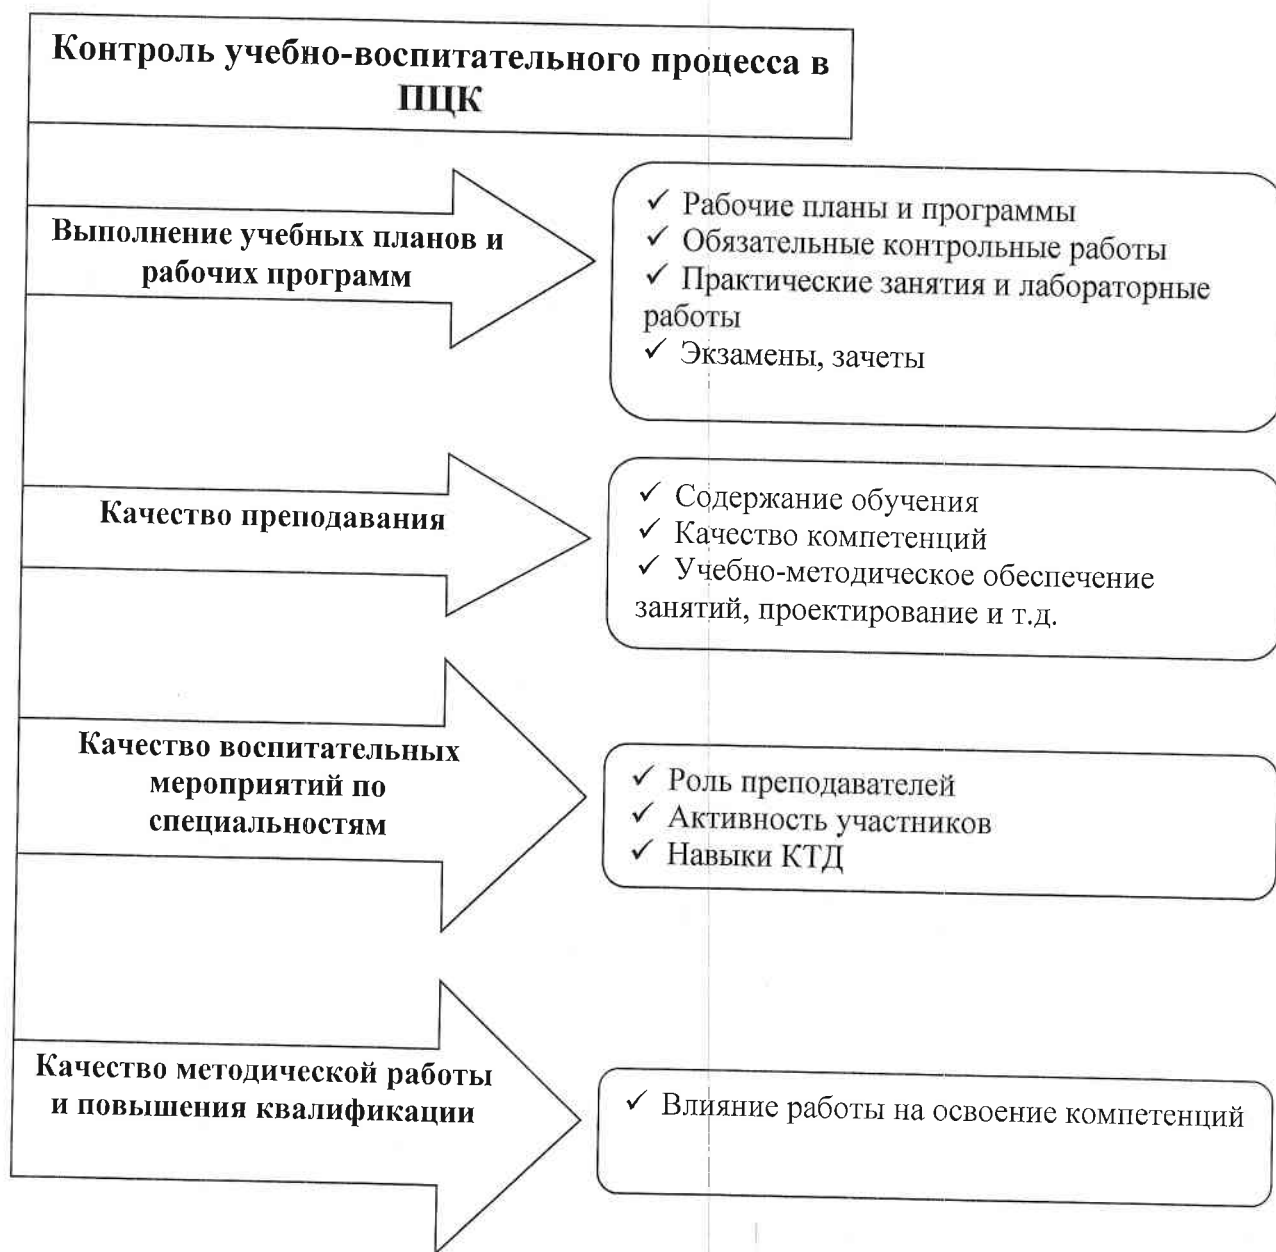 Контроль учебно-воспитательного процесса в
ПЦК
Выполнение учебных планов и
рабочих программ
✓ Рабочие планы и программы
✓ Обязательные контрольные работы
✓ Практические занятия и лабораторные
работы
✓ Экзамены, зачеты
Качество преподавания
✓ Содержание обучения
✓ Качество компетенций
✓ Учебно-методическое обеспечение
занятий, проектирование и т.д.
Качество воспитательных
мероприятий по
специальностям
✓ Роль преподавателей
✓ Активность участников
✓ Навыки КТД
Качество методической работы
и повышения квалификации
✓ Влияние работы на освоение компетенций